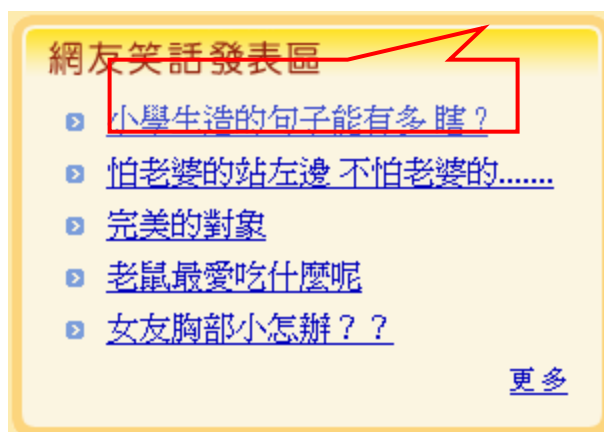 網友笑話發表區
小學生造的句子能有多 瞎？
怕老婆的站左邊 不怕老婆的.......
完美的對象
老鼠最愛吃什麼呢
女友胸部小怎辦？？
更多